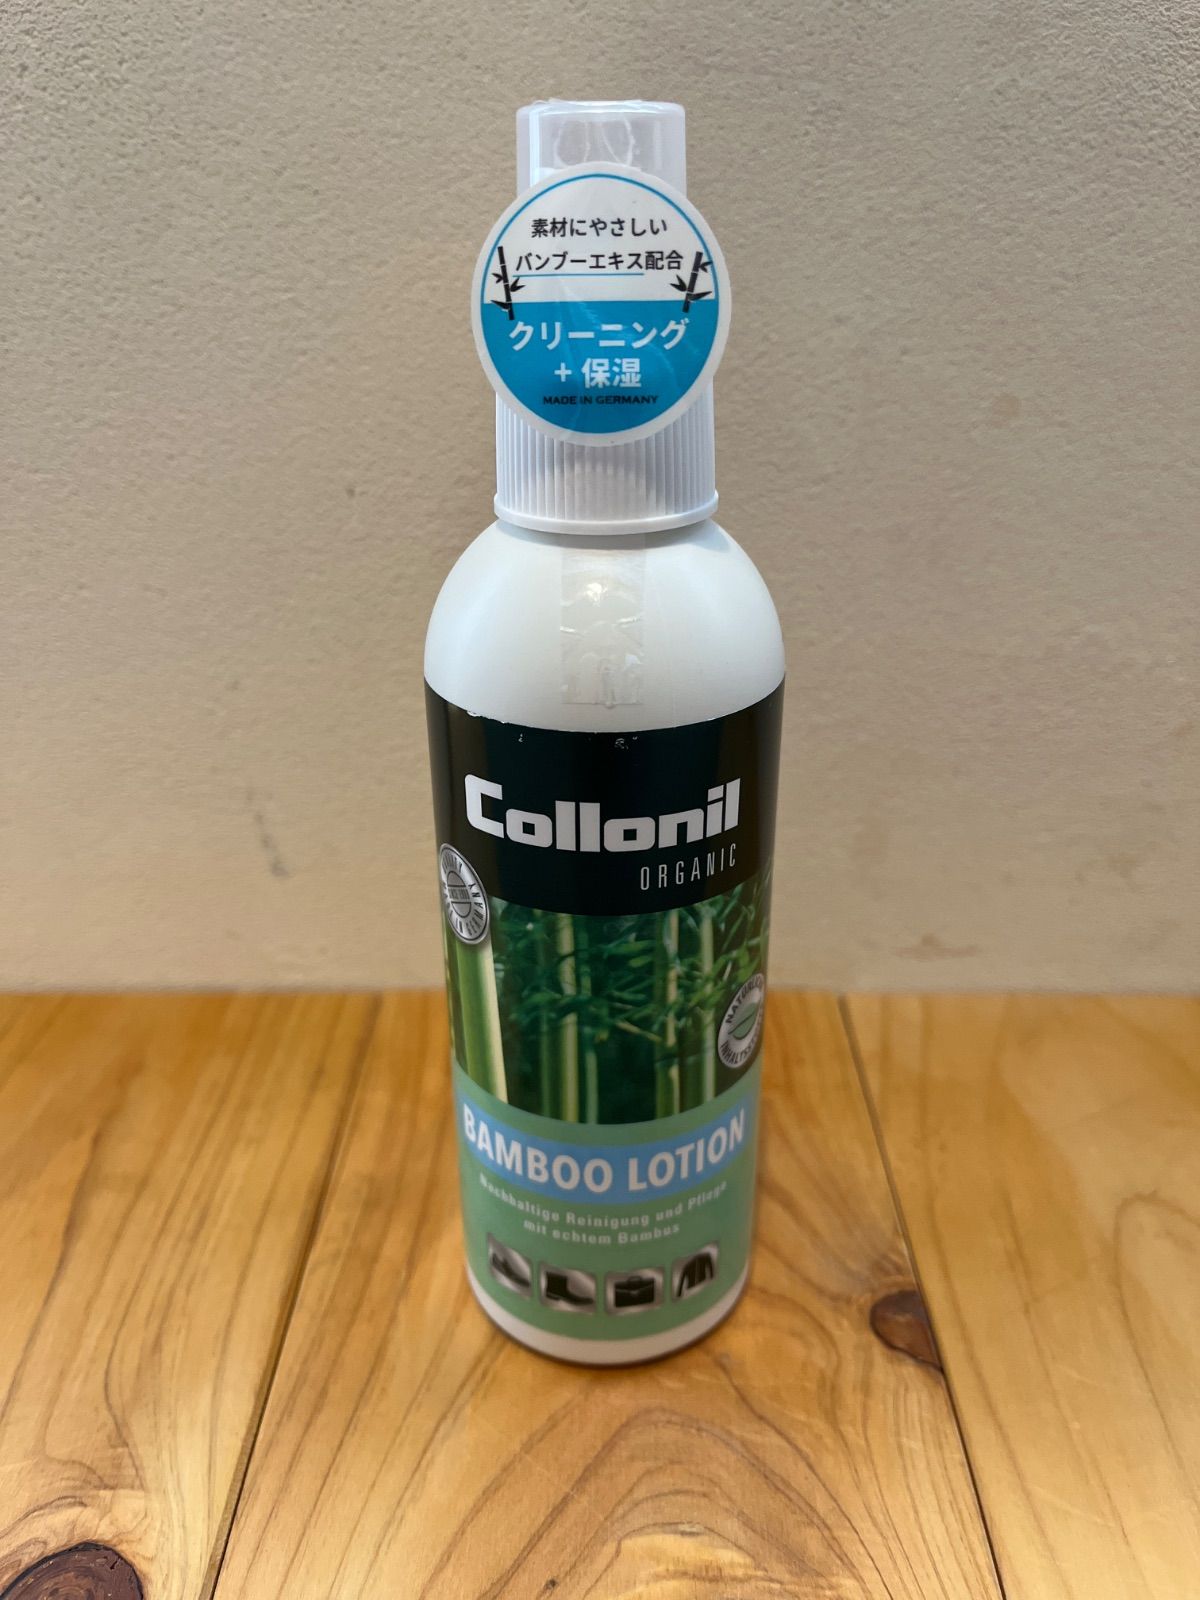 素材にやさしい
バンブーエキス配合
クリーニング
+ 保湿
MADE IN GERMANY
Collonil
ORGANIC
BAMBOO LOTION
Nachhaltige Reinigung und Pflege
mit echtem Bambus